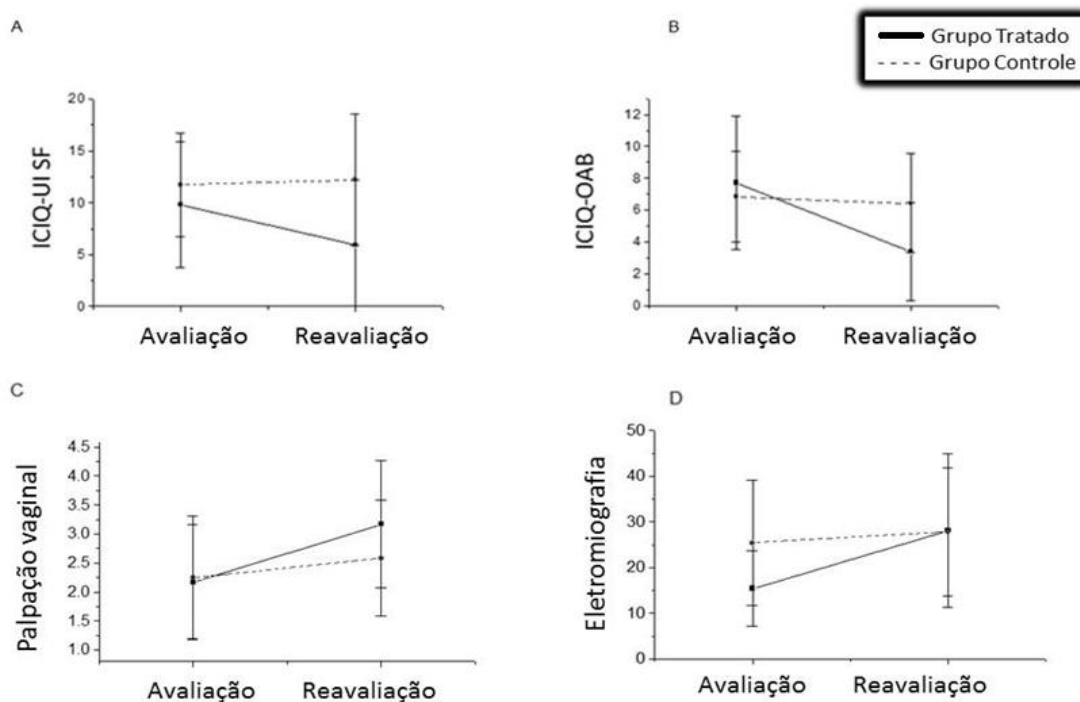 A
B
Grupo Tratado
Grupo Controle
ICIQ-UI SF
20
15
10
5
0
Avaliação Reavaliação
ICIQ-OAB
12
10
8
6
4
2
0
Avaliação Reavaliação
C
D
Palpação vaginal
4.5
4.0
3.5
3.0
2.5
2.0
1.5
1.0
Avaliação Reavaliação
Eletromiografia
50
40
30
20
10
0
Avaliação Reavaliação